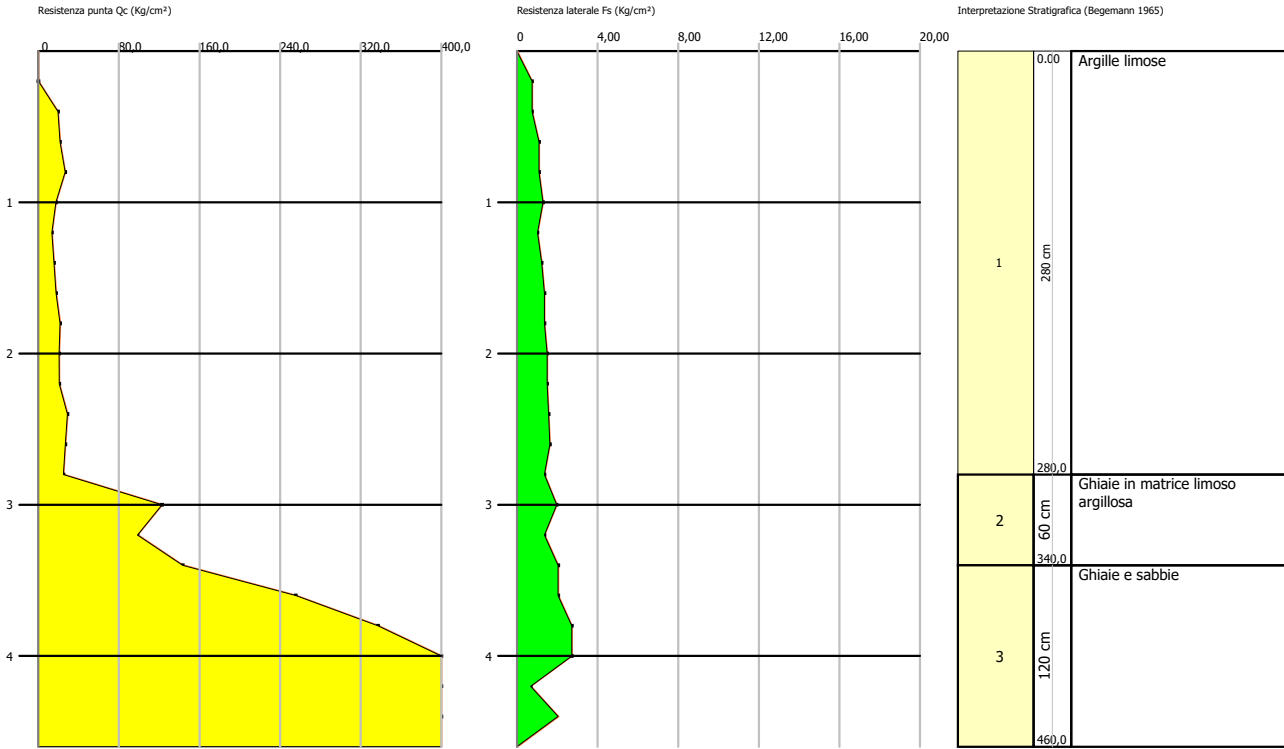 Resistenza punta Qc (Kg/cm²)
0 80,0 160,0 240,0 320,0 400,0
1
2
3
4
Resistenza laterale Fs (Kg/cm²)
0 4,00 8,00 12,00 16,00 20,00
1
2
3
4
Interpretazione Stratigrafica (Begemann 1965)
0.00
Argille limose
1
280 cm
280,0
Ghiaie in matrice limoso
argillosa
2
60 cm
340,0
Ghiaie e sabbie
3
120 cm
460,0